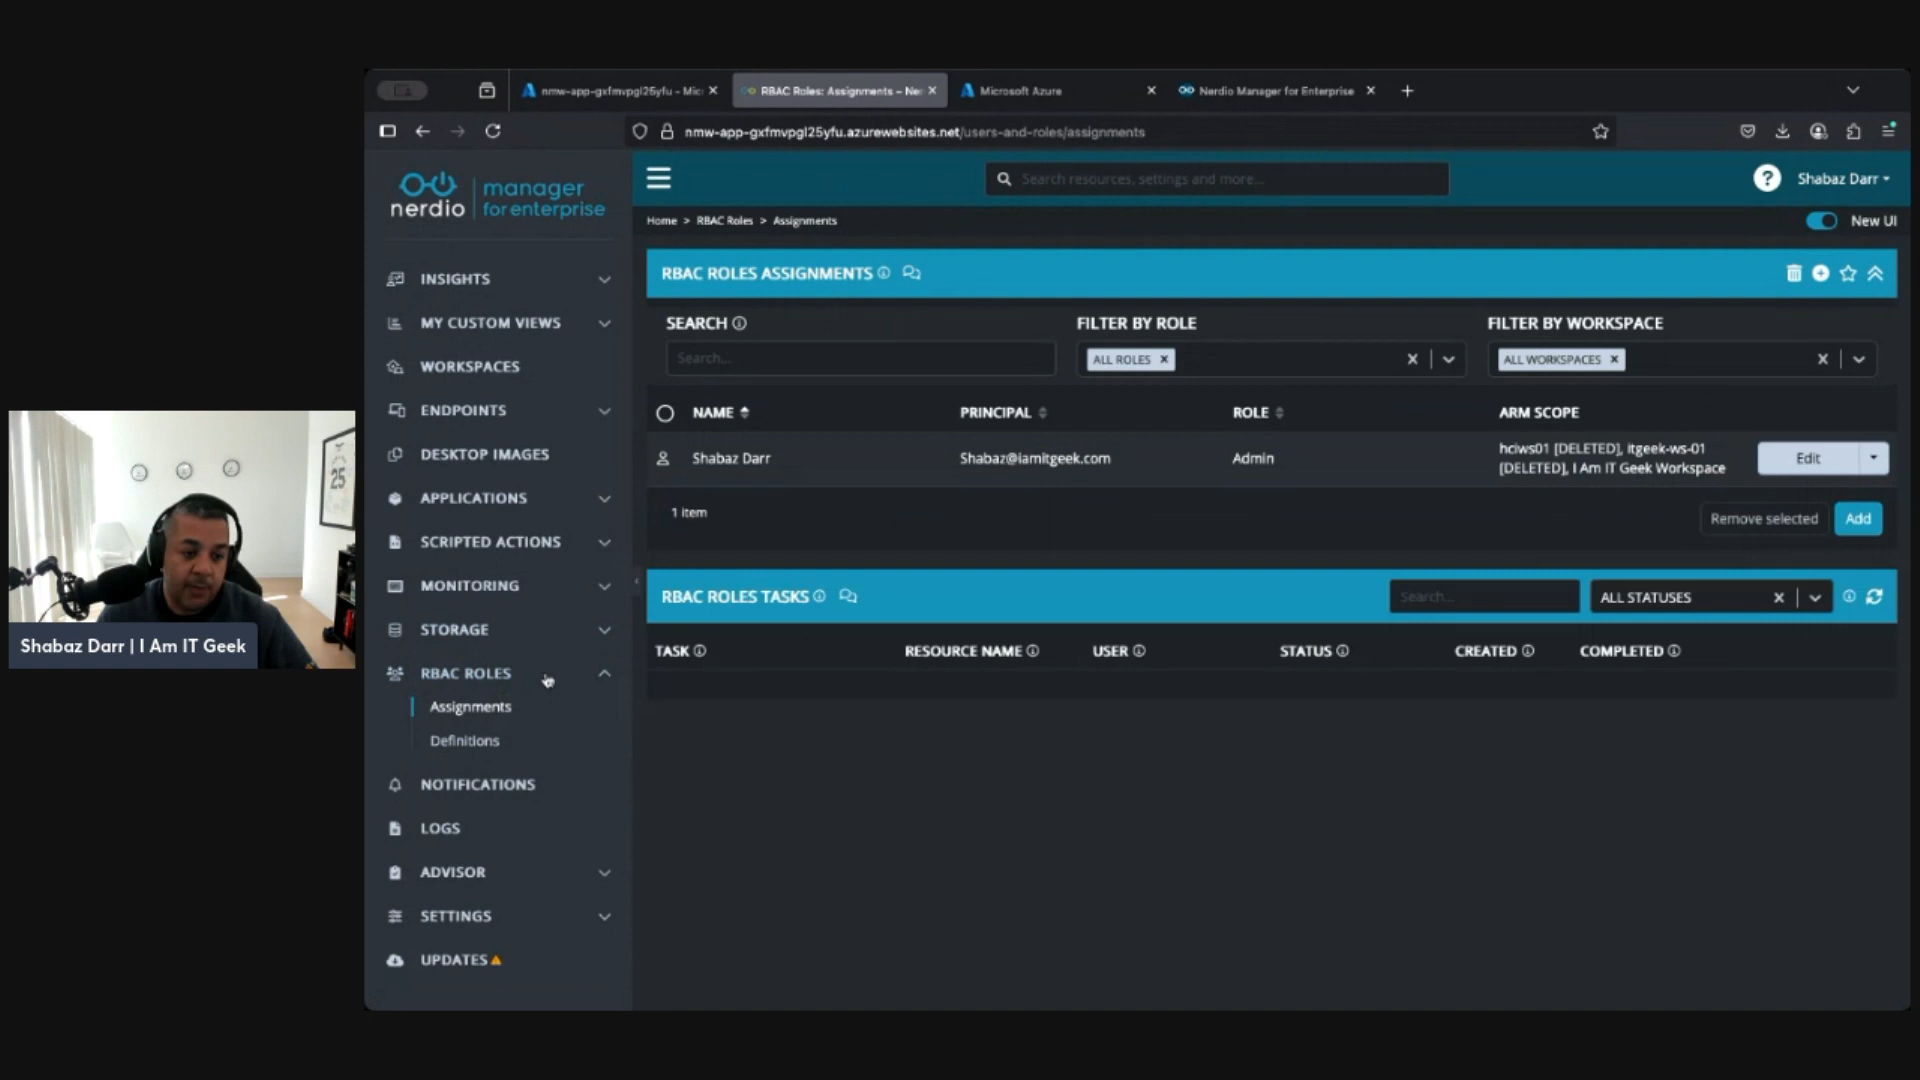 nmw-app-gxfmvpgl25yfu - Mic
RBAC Roles: Assignments – Ner
Microsoft Azure
Nerdio Manager for Enterprise
nmw-app-gxfmvpgl25yfu.azurewebsites.net/users-and-roles/assignments
nerdio
manager
for enterprise
Search resources, settings and more...
?
Shabaz Darr
Home > RBAC Roles > Assignments
New UI
INSIGHTS
MY CUSTOM VIEWS
WORKSPACES
ENDPOINTS
DESKTOP IMAGES
APPLICATIONS
SCRIPTED ACTIONS
MONITORING
STORAGE
RBAC ROLES
Assignments
Definitions
NOTIFICATIONS
LOGS
ADVISOR
SETTINGS
UPDATES
RBAC ROLES ASSIGNMENTS
SEARCH
FILTER BY ROLE
FILTER BY WORKSPACE
Search...
ALL ROLES
ALL WORKSPACES
NAME
PRINCIPAL
ROLE
ARM SCOPE
Shabaz Darr
Shabaz@iamitgeek.com
Admin
hciws01 [DELETED], itgeek-ws-01
[DELETED], I Am IT Geek Workspace
Edit
1 item
Remove selected
Add
RBAC ROLES TASKS
Search...
ALL STATUSES
TASK
RESOURCE NAME
USER
STATUS
CREATED
COMPLETED
25
Shabaz Darr | I Am IT Geek